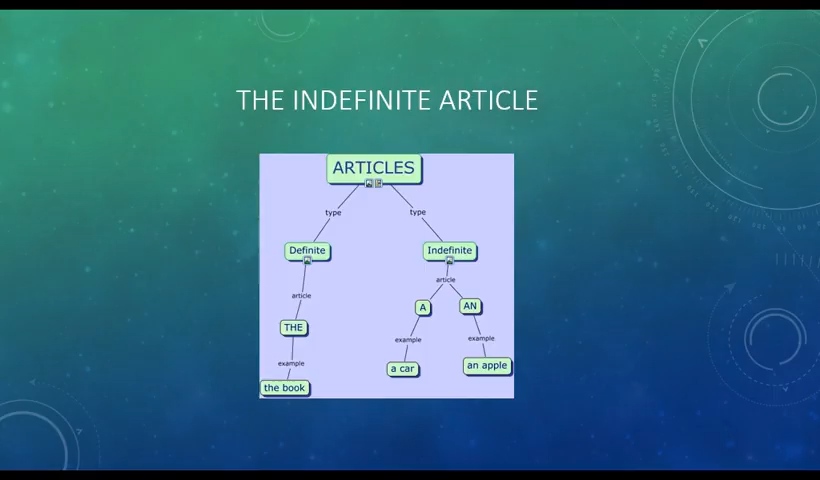 THE INDEFINITE ARTICLE
ARTICLES
type type
Definite Indefinite
article
article
A AN
THE
example example
example
a car an apple
the book